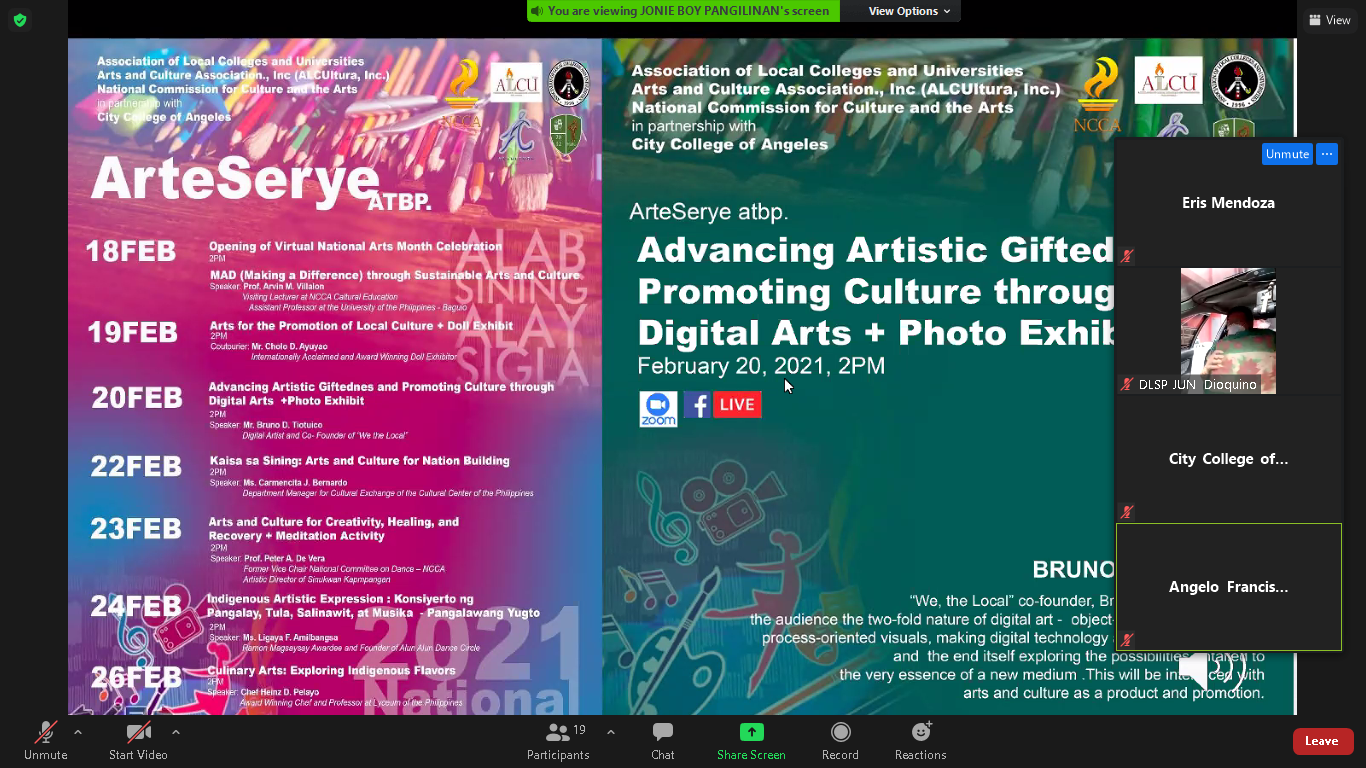 You are viewing JONIE BOY PANGILINAN's screen
View Options
View
Association of Local Colleges and Universities
Arts and Culture Association., Inc (ALCUltura, Inc.)
National Commission for Culture and the Arts
in partnership with
City College of Angeles
NCCA
ALCU
ArteSerye
ATBP.
ALAB
SINING
ALAY
SIGLA
18FEB
Opening of Virtual National Arts Month Celebration
2PM
MAD (Making a Difference) through Sustainable Arts and Culture
Speaker: Prof. Arvin M. Villalon
Visiting Lecturer at NCCA Caltural Education
Assistant Professor at the University of the Philippines - Baguio
19FEB
Arts for the Promotion of Local Culture + Doll Exhibit
2PM
Coutourier: Mr. Cholo D. Ayuyao
Internationally Acclaimed and Award Winning Doll Exhibitor
20FEB
Advancing Artistic Giftednes and Promoting Culture through
Digital Arts +Photo Exhibit
2PM
Speaker: Mr. Bruno D. Tiotuico
Digital Artist and Co- Founder of "We the Local"
22FEB
Kaisa sa Sining: Arts and Culture for Nation Building
2PM
Speaker: Ms. Carmencita J. Bernardo
Department Manager for Cultural Exchange of the Cultural Center of the Philippines
23FEB
Arts and Culture for Creativity, Healing, and
Recovery + Meditation Activity
2PM
Speaker: Prof. Peter A. De Vera
Former Vice Chair National Committee on Dance – NCCA
Artistic Director of Sinukwan Kapmpangan
24FEB
Indigenous Artistic Expression : Konsiyerto ng
Pangalay, Tula, Salinawit, at Musika - Pangalawang Yugto
2PM
Speaker: Ms. Ligaya F. Amilbangsa
Ramon Magsaysay Awardee and Founder of Alun Alun Dance Circle
26FEB
Culinary Arts: Exploring Indigenous Flavors
2PM
Speaker: Chef Heinz D. Pelayo
Award Winning Chef and Professor at Lyceum of the Philippines
2021
National
Association of Local Colleges and Universities
Arts and Culture Association., Inc (ALCUltura, Inc.)
National Commission for Culture and the Arts
in partnership with
City College of Angeles
NCCA
ALCU
1996
ArteSerye atbp.
Advancing Artistic Giftedn
Promoting Culture throug
Digital Arts + Photo Exhib
February 20, 2021, 2PM
zoom
LIVE
BRUNO
"We, the Local" co-founder, Br
the audience the two-fold nature of digital art - object-
process-oriented visuals, making digital technology
and the end itself exploring the possibilities to
the very essence of a new medium .This will be with
arts and culture as a product and promotion.
Unmute
Eris Mendoza
DLSP JUN Dioquino
City College of...
Angelo Francis...
Unmute
Start Video
Participants
19
Chat
Share Screen
Record
Reactions
Leave